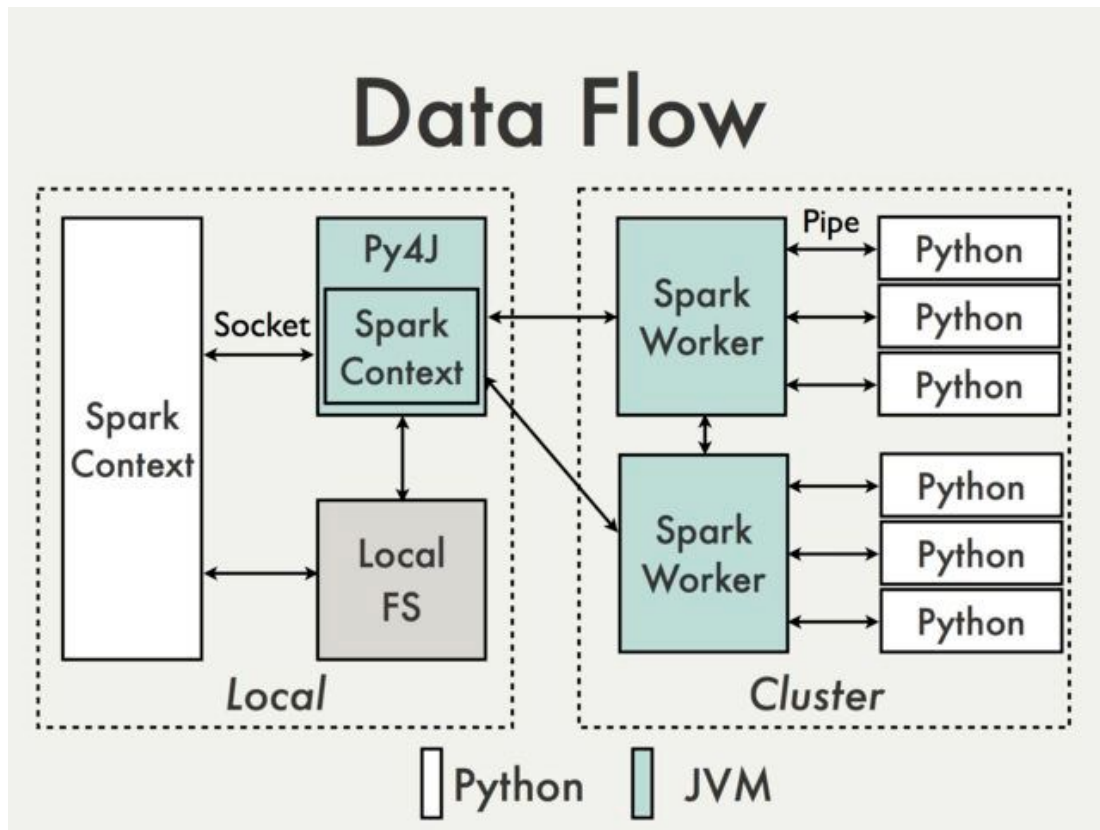 Data Flow
Spark
Context
Socket
Py4J
Spark
Context
Local
FS
Local
Spark
Worker
Pipe
Python
Python
Python
Spark
Worker
Python
Python
Python
Cluster
Python
JVM